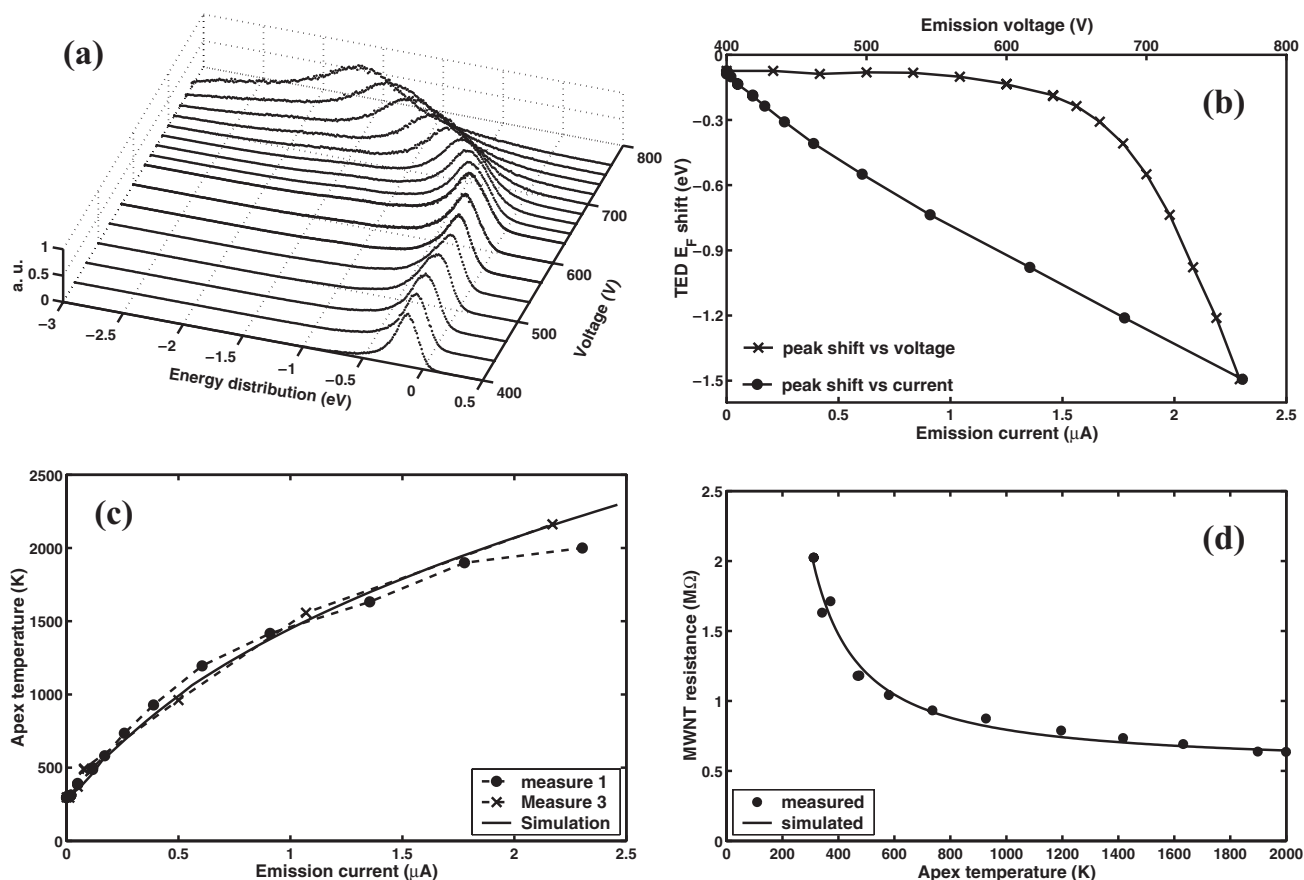 (a)
800
700
600
500
400
Voltage (V)
1
0.5
0
a. u.
−3
−2.5
−2
−1.5
−1
−0.5
0
0.5
Energy distribution (eV)
Emission voltage (V)
400 500 600 700 800
(b)
0
−0.3
−0.6
−0.9
−1.2
−1.5
TED E_F shift (eV)
peak shift vs voltage
peak shift vs current
0 0.5 1 1.5 2 2.5
Emission current (μA)
(c)
2500
2000
1500
1000
500
0
Apex temperature (K)
measure 1
Measure 3
Simulation
0 0.5 1 1.5 2 2.5
Emission current (μA)
(d)
2.5
2
1.5
1
0.5
0
MWNT resistance (MΩ)
measured
simulated
0 200 400 600 800 1000 1200 1400 1600 1800 2000
Apex temperature (K)